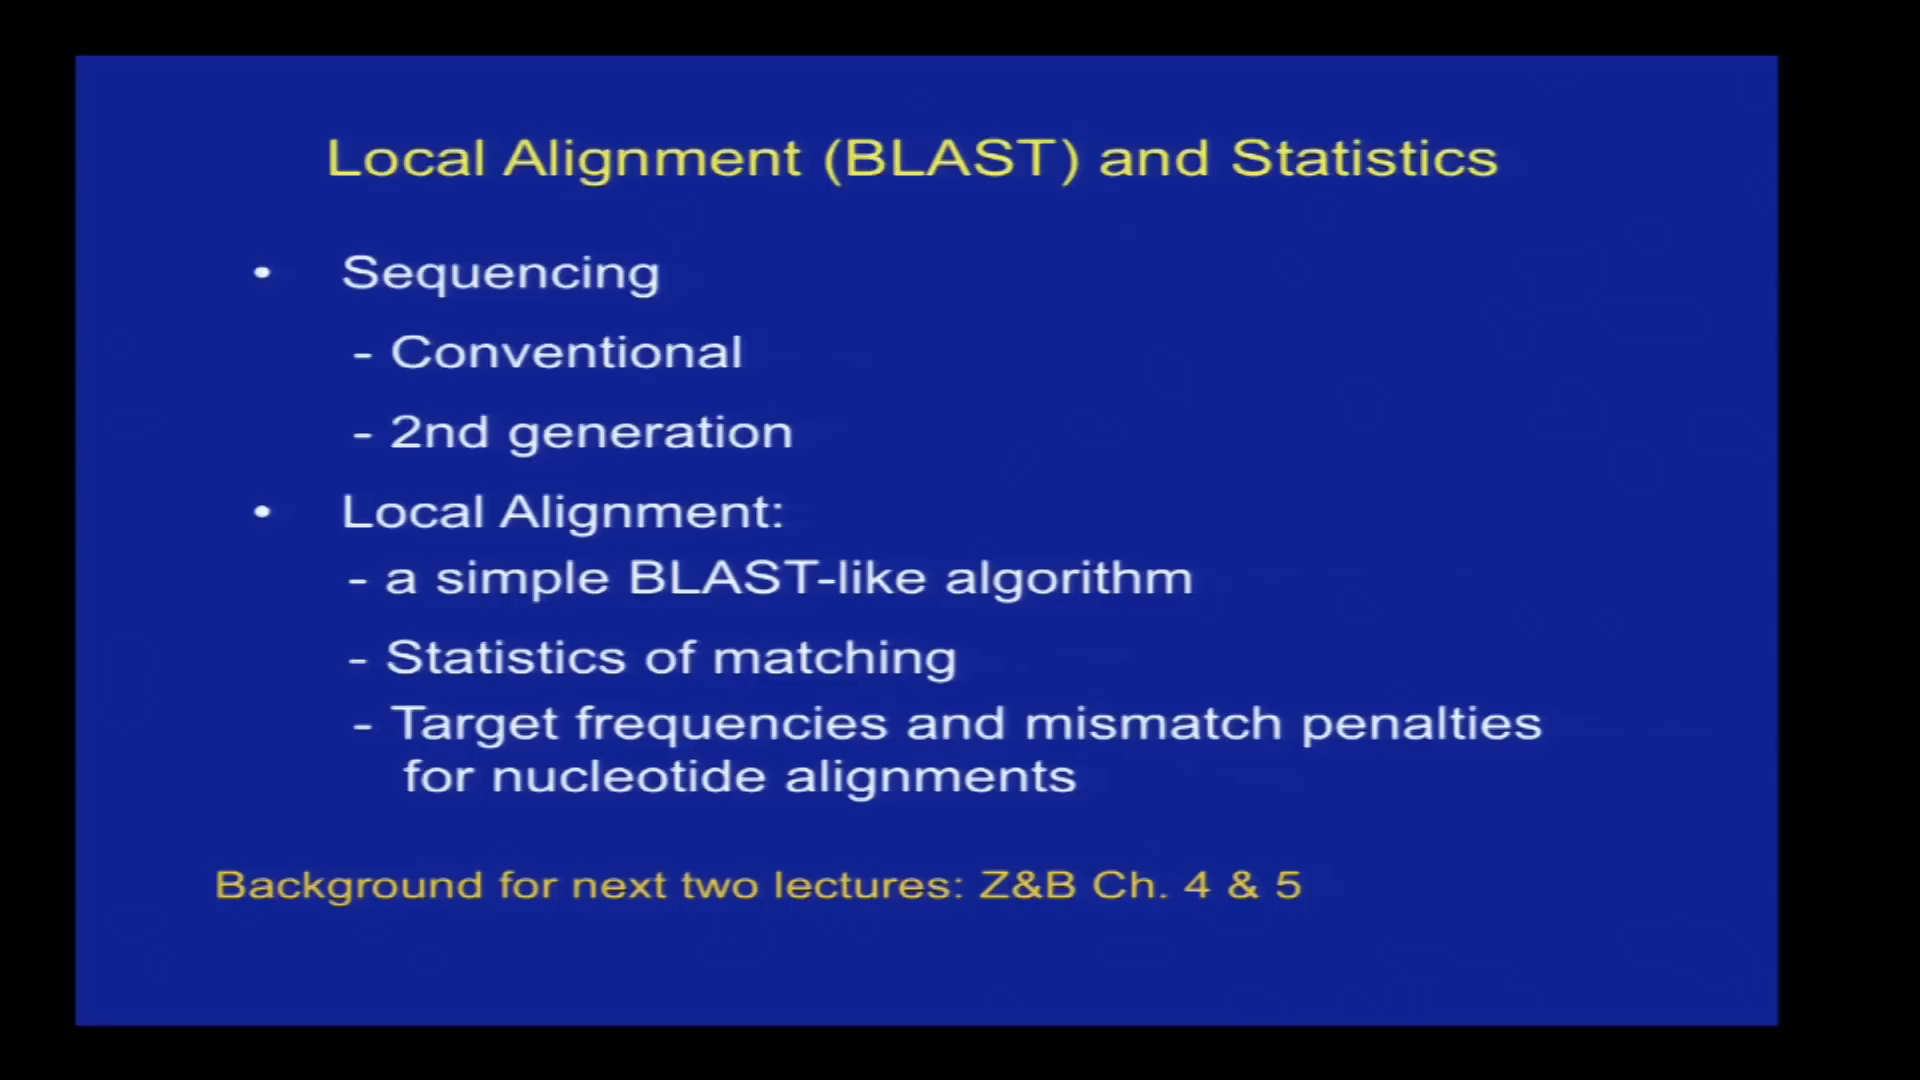 Local Alignment (BLAST) and Statistics
• Sequencing
- Conventional
- 2nd generation
• Local Alignment:
- a simple BLAST-like algorithm
- Statistics of matching
- Target frequencies and mismatch penalties
for nucleotide alignments
Background for next two lectures: Z&B Ch. 4 & 5